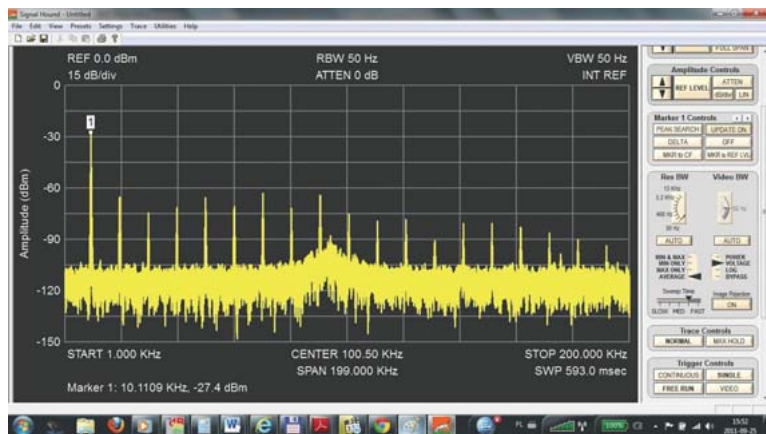 Signal Hound - Untitled
File Edit View Presets Settings Trace Utilities Help
REF 0.0 dBm RBW 50 Hz VBW 50 Hz
15 dB/div ATTEN 0 dB INT REF
0
-30
-60
-90
-120
-150
Amplitude (dBm)
1
START 1.000 KHz CENTER 100.50 KHz STOP 200.000 KHz
SPAN 199.000 KHz SWP 593.0 msec
Marker 1: 10.1109 KHz, -27.4 dBm
FULL SPAN
Amplitude Controls
REF LEVEL ATTEN
dB/div LIN
Marker 1 Controls
PEAK SEARCH UPDATE ON
DELTA OFF
MKR to CF MKR to REF LVL
Res BW Video BW
AUTO AUTO
MIN & MAX POWER
MIN ONLY VOLTAGE
MAX ONLY LOG
AVERAGE BYPASS
Sweep Time Image Rejection
ON
SLOW MED FAST
Trace Controls
NORMAL MAX HOLD
Trigger Controls
CONTINUOUS SINGLE
FREE RUN VIDEO
PL
100%
15:52
2011-09-25